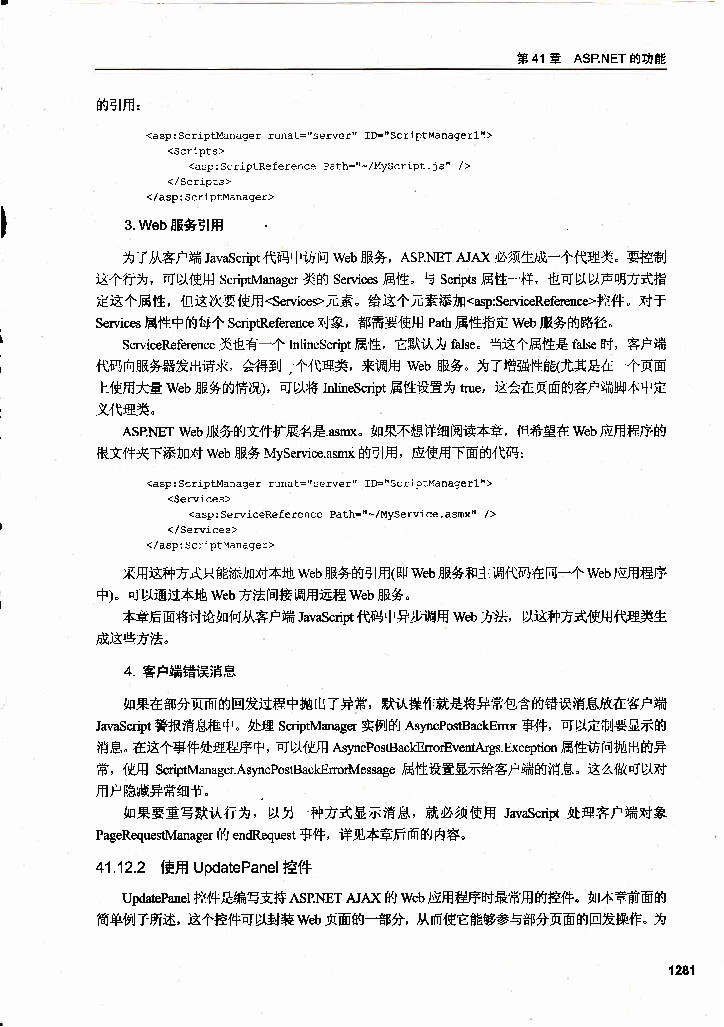 第 41 章 ASP.NET 的功能
的引用：
<asp:ScriptManager runat="server" ID="ScriptManager1">
<Scripts>
<asp:ScriptReference Path="~/MyScript.js" />
</Scripts>
</asp:ScriptManager>
3. Web 服务引用
为了从客户端 JavaScript 代码中访问 Web 服务，ASP.NET AJAX 必须生成一个代理类。要控制
这个行为，可以使用 ScriptManager 类的 Services 属性。与 Scripts 属性一样，也可以以声明方式指
定这个属性，但这次要使用<Services>元素。给这个元素添加<asp:ServiceReference>控件。对于
Services 属性中的每个 ScriptReference 对象，都需要使用 Path 属性指定 Web 服务的路径。
ServiceReference 类也有一个 InlineScript 属性，它默认为 false。当这个属性是 false 时，客户端
代码向服务器发出请求，会得到一个代理类，来调用 Web 服务。为了增强性能(尤其是在一个页面
上使用大量 Web 服务的情况)，可以将 InlineScript 属性设置为 true，这会在页面的客户端脚本中定
义代理类。
ASP.NET Web 服务的文件扩展名是.asmx。如果不想详细阅读本章，但希望在 Web 应用程序的
根文件夹下添加对 Web 服务 MyService.asmx 的引用，应使用下面的代码：
<asp:ScriptManager runat="server" ID="ScriptManager1">
<Services>
<asp:ServiceReference Path="~/MyService.asmx" />
</Services>
</asp:ScriptManager>
采用这种方式只能添加对本地 Web 服务的引用(即 Web 服务和主调代码在同一个 Web 应用程序
中)。可以通过本地 Web 方法间接调用远程 Web 服务。
本章后面将讨论如何从客户端 JavaScript 代码中异步调用 Web 方法，以这种方式使用代理类生
成这些方法。
4. 客户端错误消息
如果在部分页面的回发过程中抛出了异常，默认操作就是将异常包含的错误消息放在客户端
JavaScript 警报消息框中。处理 ScriptManager 实例的 AsyncPostBackError 事件，可以定制要显示的
消息。在这个事件处理程序中，可以使用 AsyncPostBackErrorEventArgs.Exception 属性访问抛出的异
常，使用 ScriptManager.AsyncPostBackErrorMessage 属性设置显示给客户端的消息。这么做可以对
用户隐藏异常细节。
如果要重写默认行为，以另一种方式显示消息，就必须使用 JavaScript 处理客户端对象
PageRequestManager 的 endRequest 事件，详见本章后面的内容。
41.12.2 使用 UpdatePanel 控件
UpdatePanel 控件是编写支持 ASP.NET AJAX 的 Web 应用程序时最常用的控件。如本章前面的
简单例子所述，这个控件可以封装 Web 页面的一部分，从而使它能够参与部分页面的回发操作。为
1281